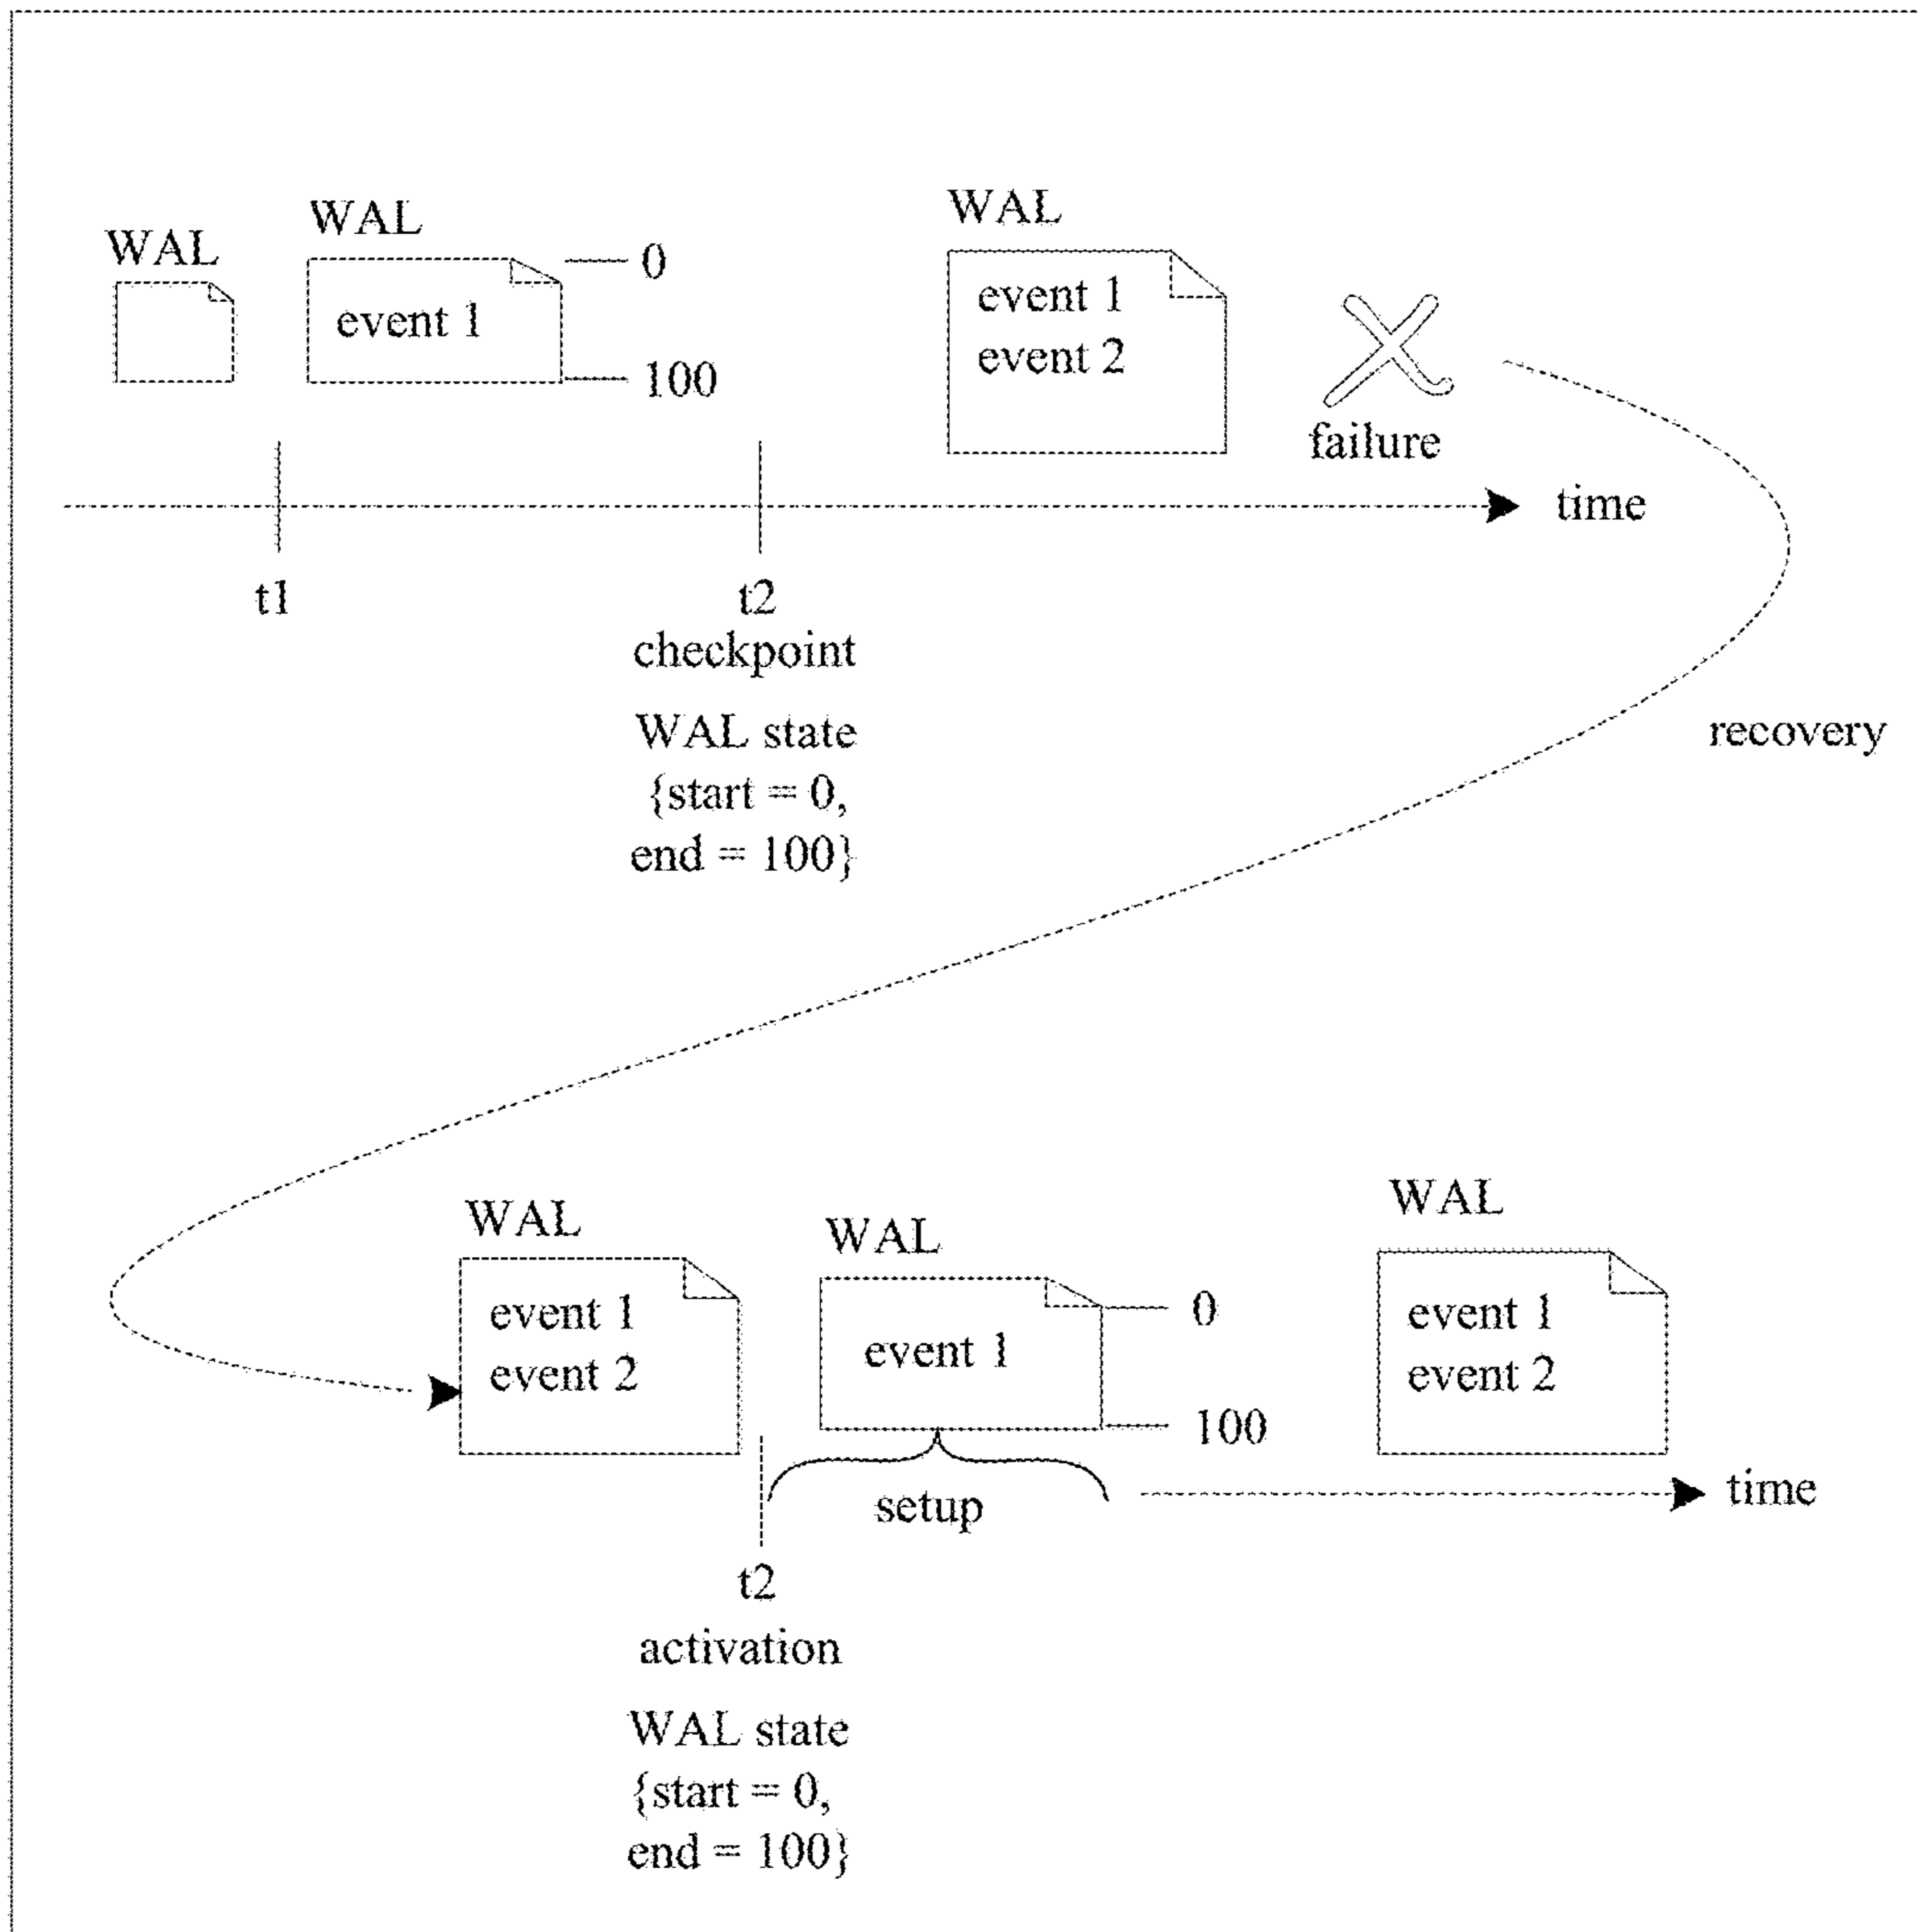 WAL
WAL
0
event 1
100
WAL
event 1
event 2
failure
time
t1
t2
checkpoint
WAL state
{start = 0,
end = 100}
recovery
WAL
event 1
event 2
WAL
event 1
0
100
setup
WAL
event 1
event 2
time
t2
activation
WAL state
{start = 0,
end = 100}